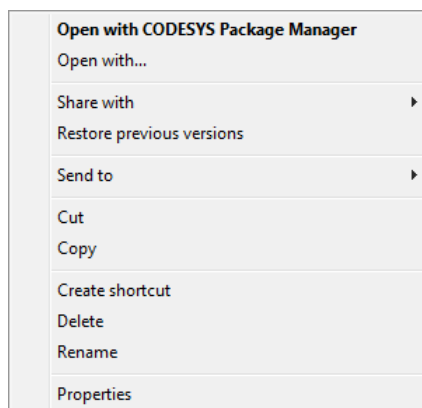 Open with CODESYS Package Manager
Open with...
Share with
Restore previous versions
Send to
Cut
Copy
Create shortcut
Delete
Rename
Properties